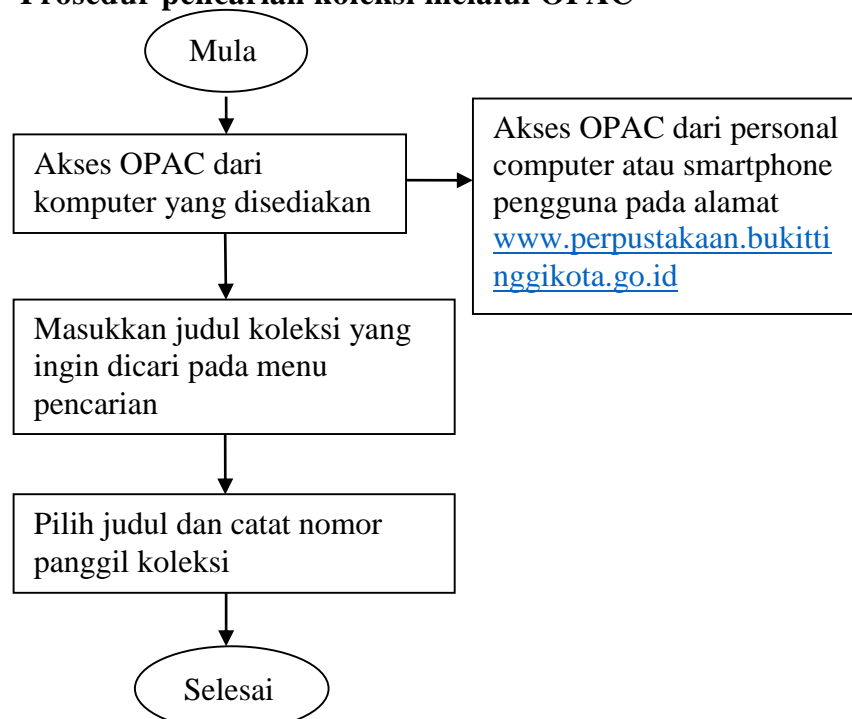 Prosedur pencarian koleksi melalui OPAC
Mula
Akses OPAC dari
komputer yang disediakan
Akses OPAC dari personal
computer atau smartphone
pengguna pada alamat
www.perpustakaan.bukitti
nggikota.go.id
Masukkan judul koleksi yang
ingin dicari pada menu
pencarian
Pilih judul dan catat nomor
panggil koleksi
Selesai